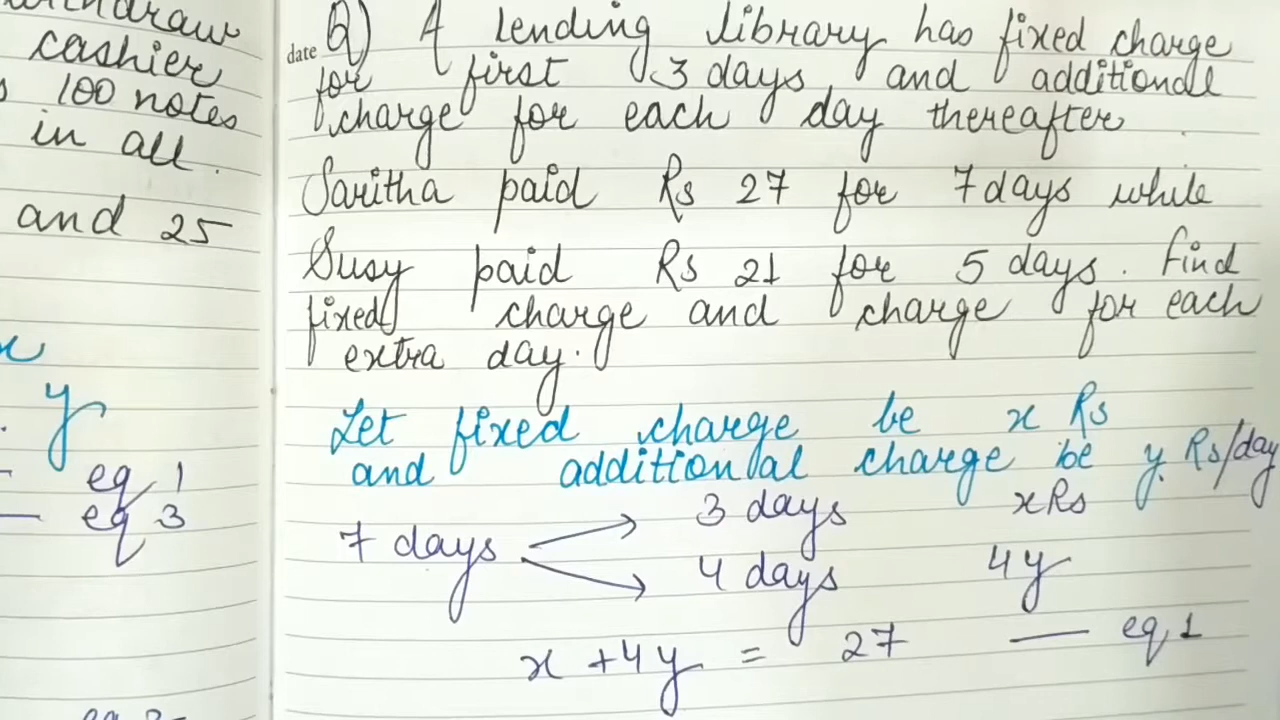 withdraw
cashier
100 notes
in all.
and 25
x
y
eq 1
eq 3
date
Q) A lending library has fixed charge
for first 3 days and additional
charge for each day thereafter
Saritha paid Rs 27 for 7 days while
Susy paid Rs 21 for 5 days. Find
fixed charge and charge for each
extra day.
Let fixed charge be x Rs
and additional charge be y Rs/day
3 days xRs
7 days
4 days 4y
x + 4y = 27 — eq 1